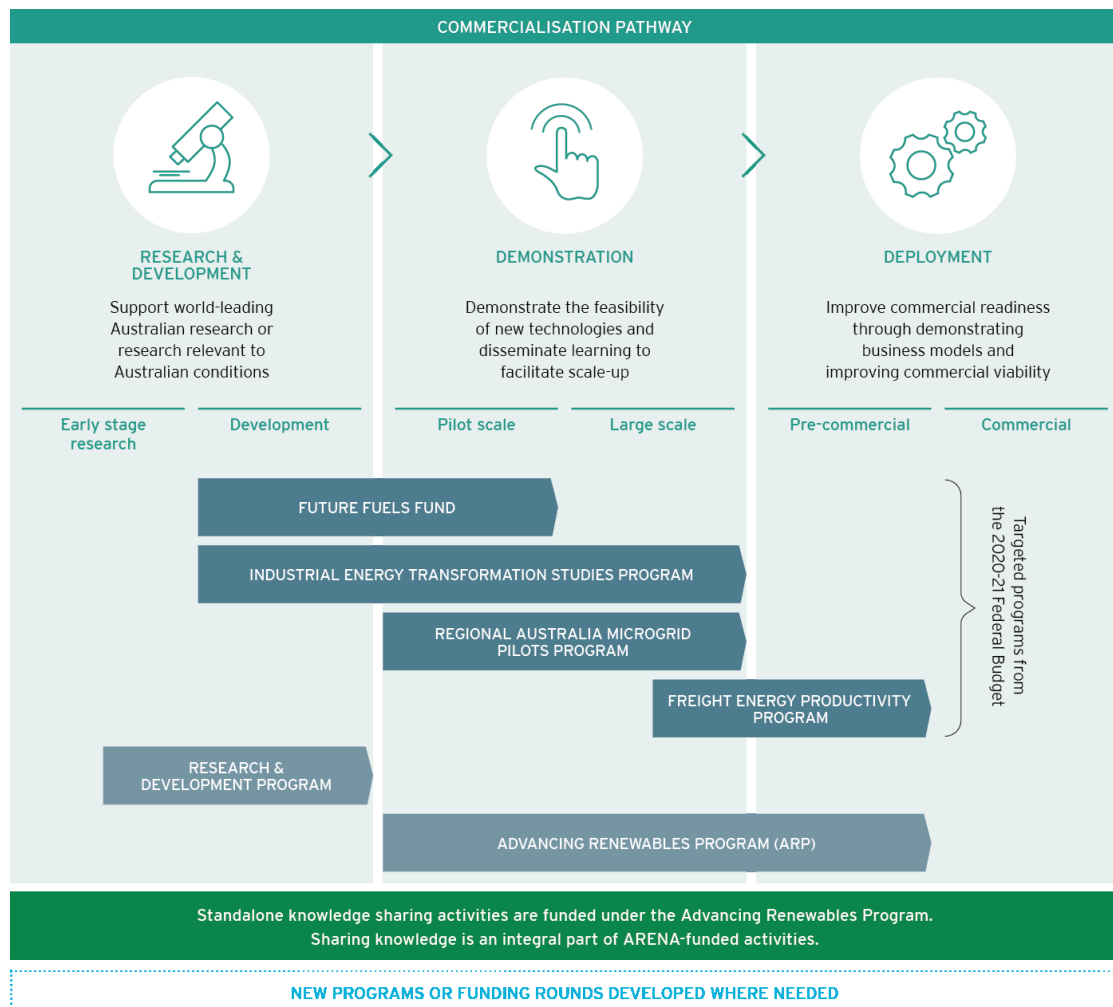 COMMERCIALISATION PATHWAY
RESEARCH &
DEVELOPMENT
Support world-leading
Australian research or
research relevant to
Australian conditions
DEMONSTRATION
Demonstrate the feasibility
of new technologies and
disseminate learning to
facilitate scale-up
DEPLOYMENT
Improve commercial readiness
through demonstrating
business models and
improving commercial viability
Early stage
research
Development
Pilot scale
Large scale
Pre-commercial
Commercial
FUTURE FUELS FUND
INDUSTRIAL ENERGY TRANSFORMATION STUDIES PROGRAM
REGIONAL AUSTRALIA MICROGRID
PILOTS PROGRAM
FREIGHT ENERGY PRODUCTIVITY
PROGRAM
Targeted programs from
the 2020-21 Federal Budget
RESEARCH &
DEVELOPMENT PROGRAM
ADVANCING RENEWABLES PROGRAM (ARP)
Standalone knowledge sharing activities are funded under the Advancing Renewables Program.
Sharing knowledge is an integral part of ARENA-funded activities.
NEW PROGRAMS OR FUNDING ROUNDS DEVELOPED WHERE NEEDED